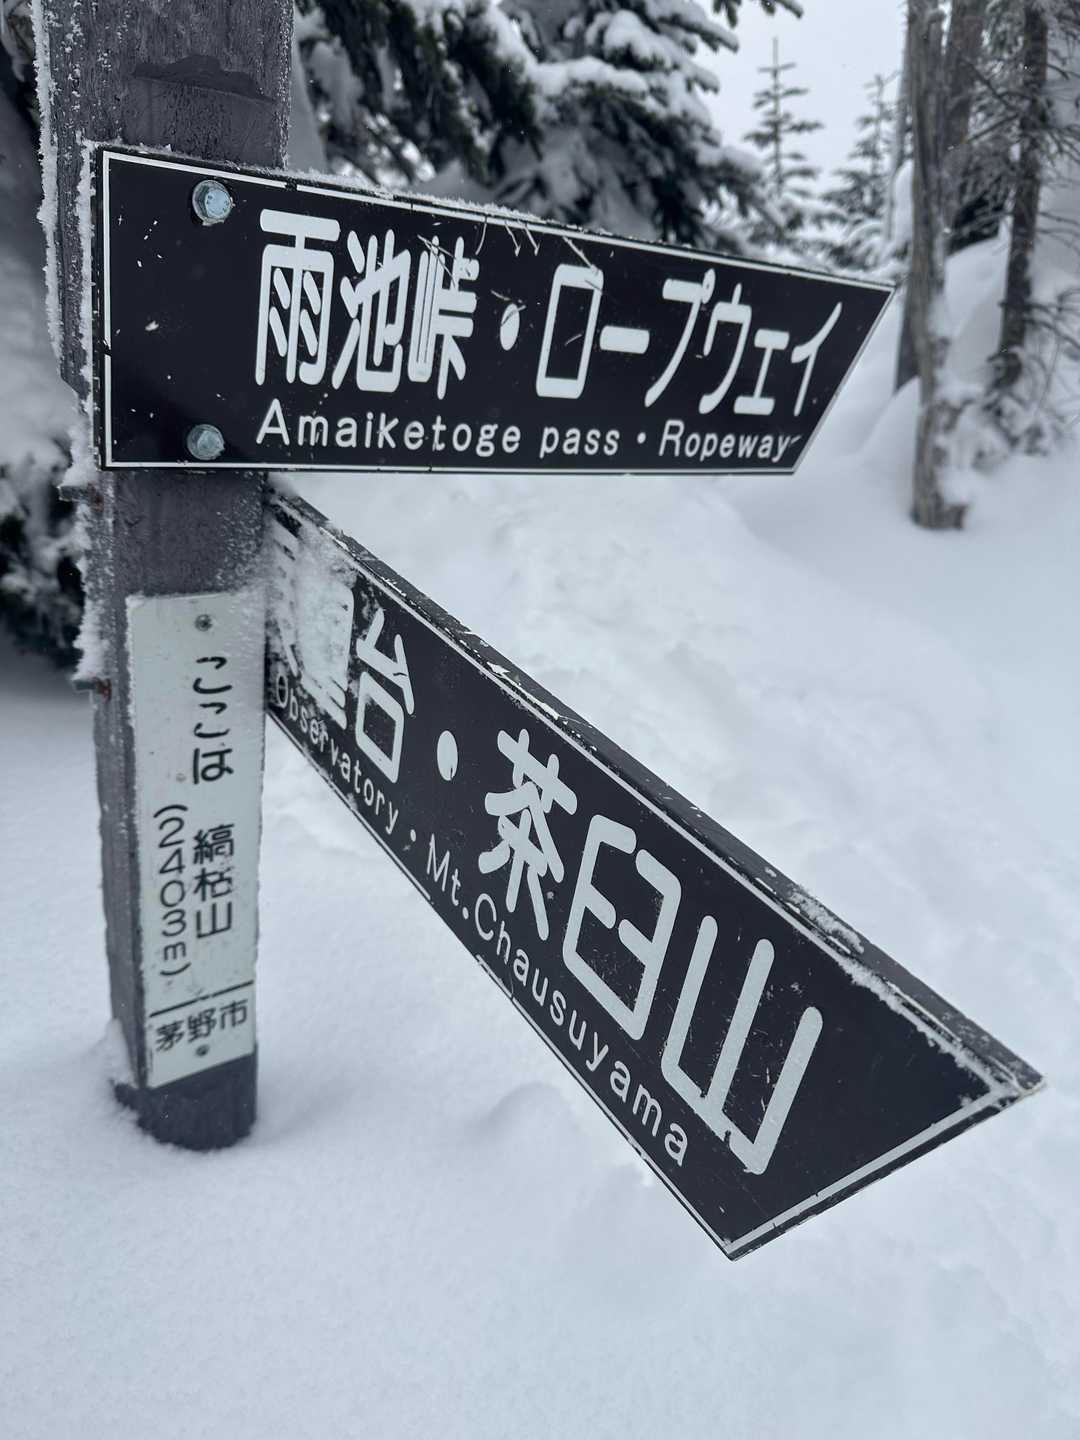 雨池峠・ロープウェイ
Amaiketoge pass・Ropeway
台・茶臼山
Observatory・Mt.Chausuyama
ここは
縞枯山
(2403m)
茅野市